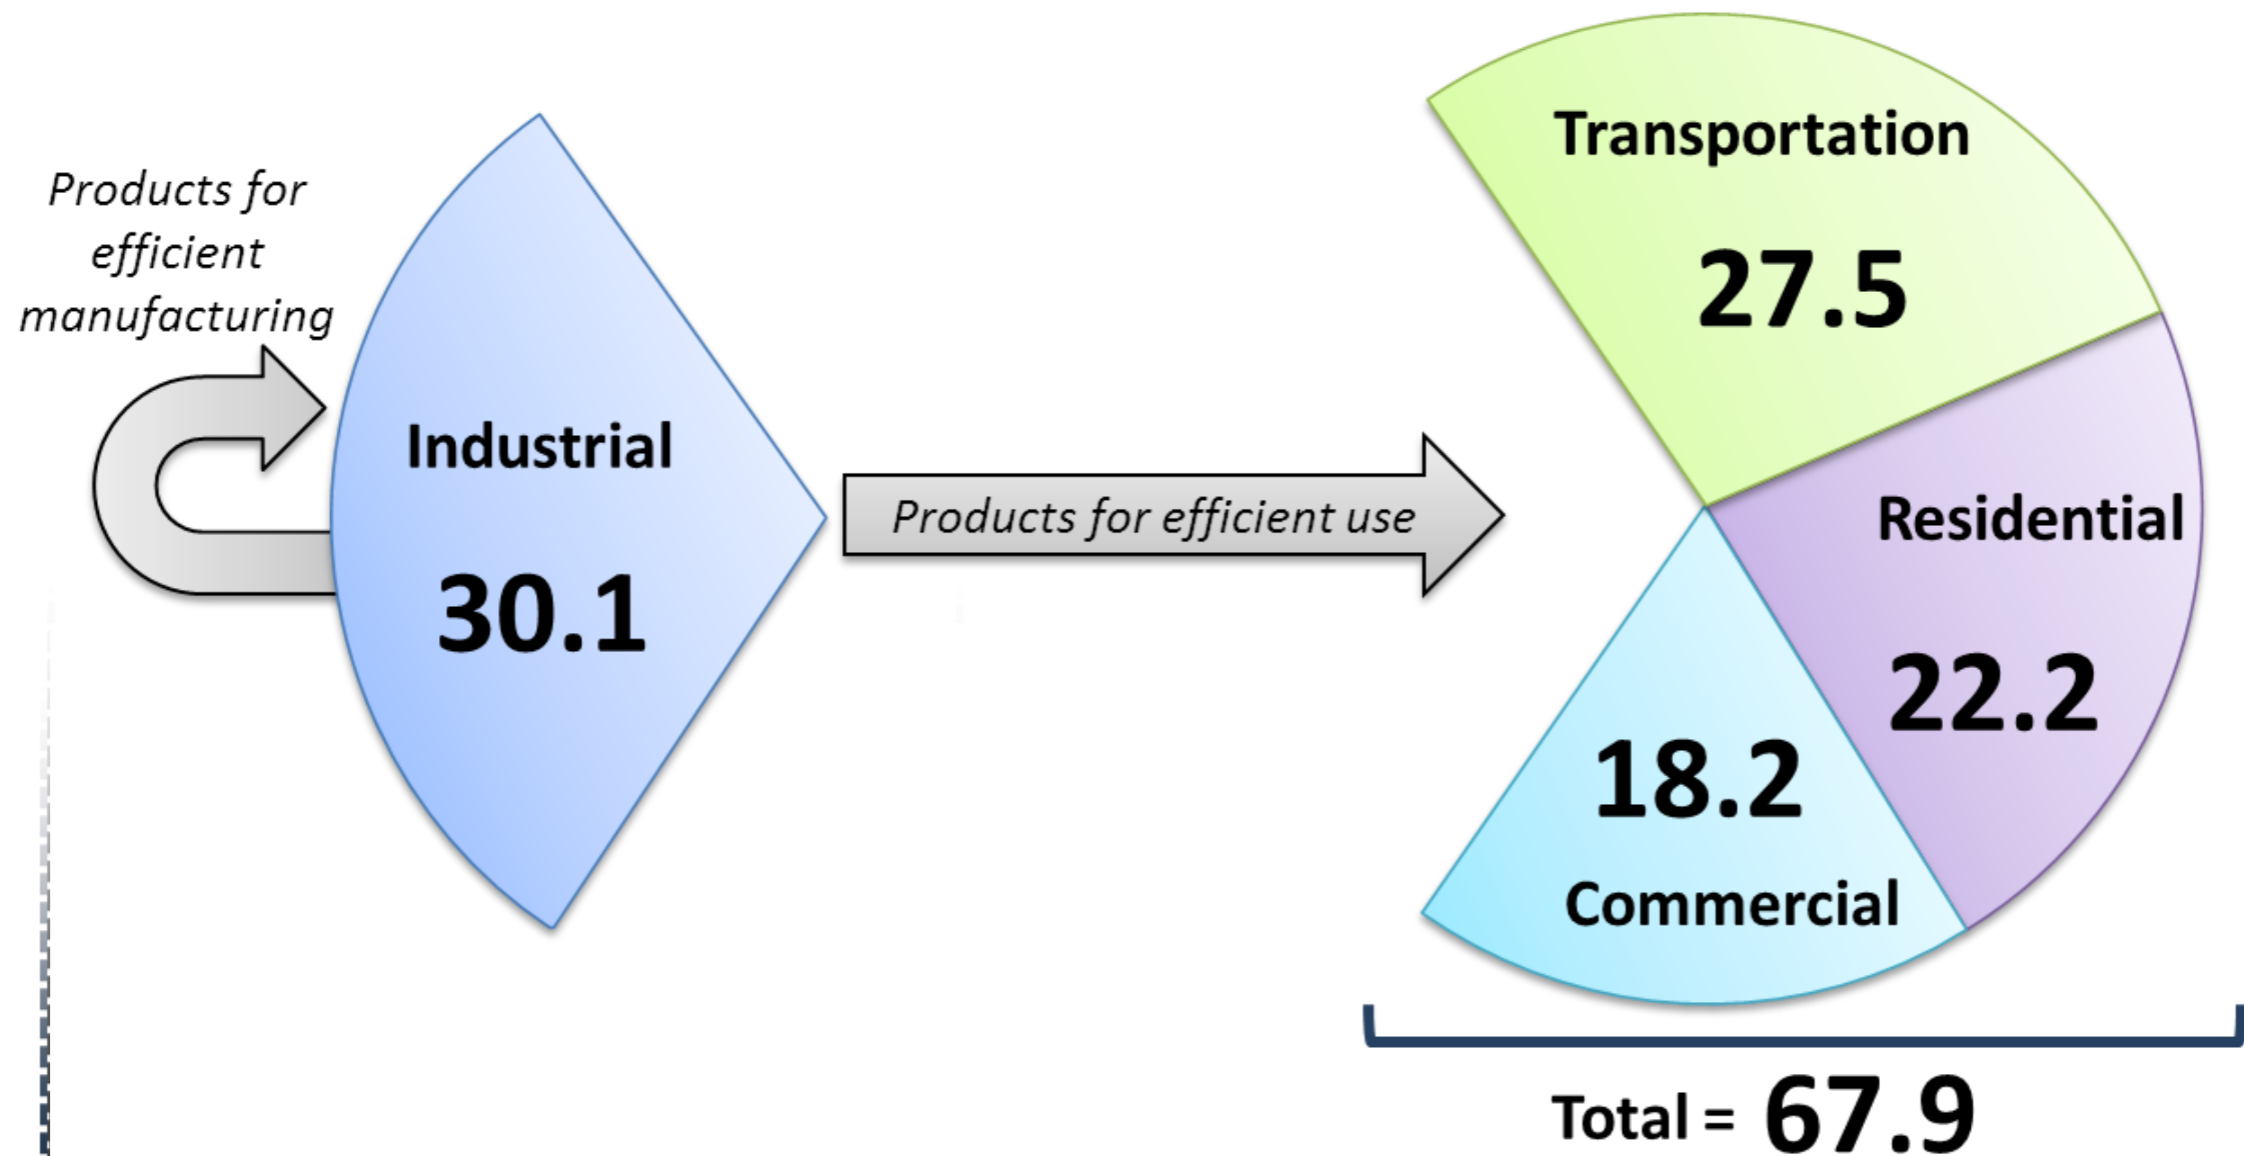 Products for
efficient
manufacturing
Industrial
30.1
Products for efficient use
Transportation
27.5
Residential
22.2
18.2
Commercial
Total = 67.9